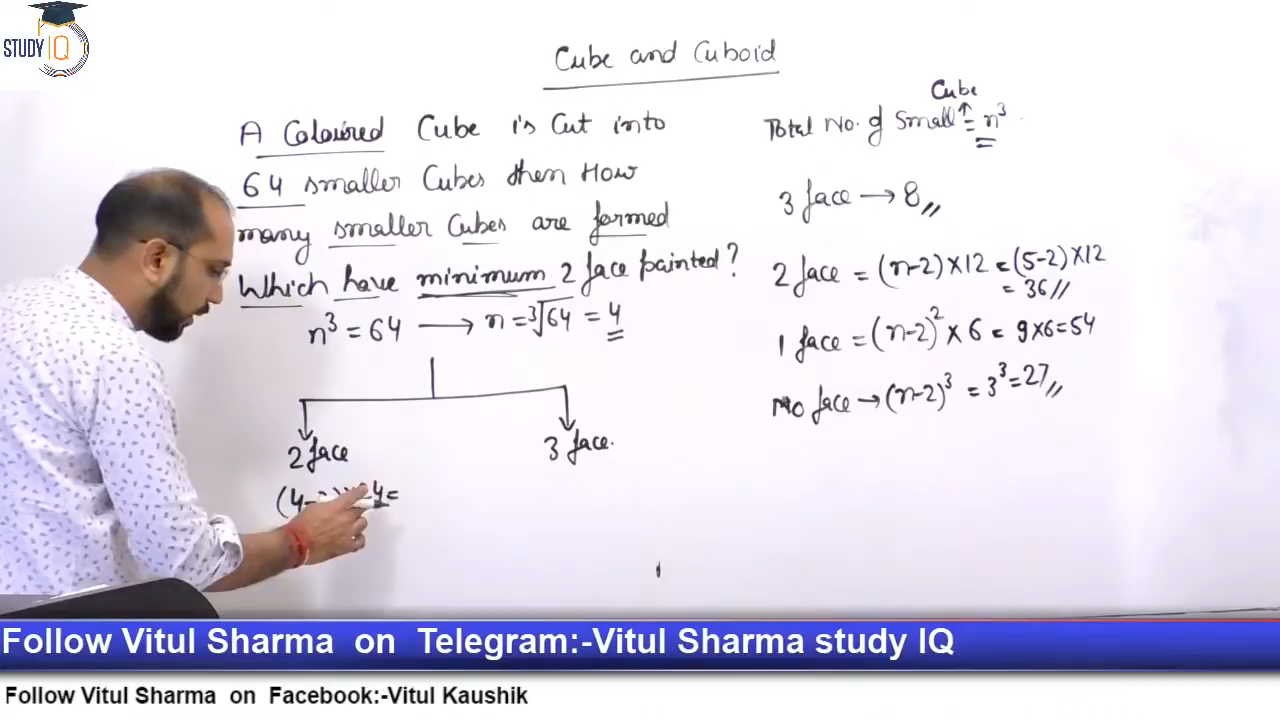 STUDY IQ
Cube and Cuboid
A Coloured Cube is Cut into
64 smaller Cubes then How
many smaller Cubes are formed
Which have minimum 2 face painted?
n³ = 64 → n = ³√64 = 4
2 face
3 face.
(4-
4=
Cube
Total No. of Small ↑ = n³
3 face → 8 //
2 face = (n-2) × 12 = (5-2) × 12
= 36 //
1 face = (n-2)² × 6 = 9×6=54
No face → (n-2)³ = 3³ = 27 //
Follow Vitul Sharma on Telegram:-Vitul Sharma study IQ
Follow Vitul Sharma on Facebook:-Vitul Kaushik